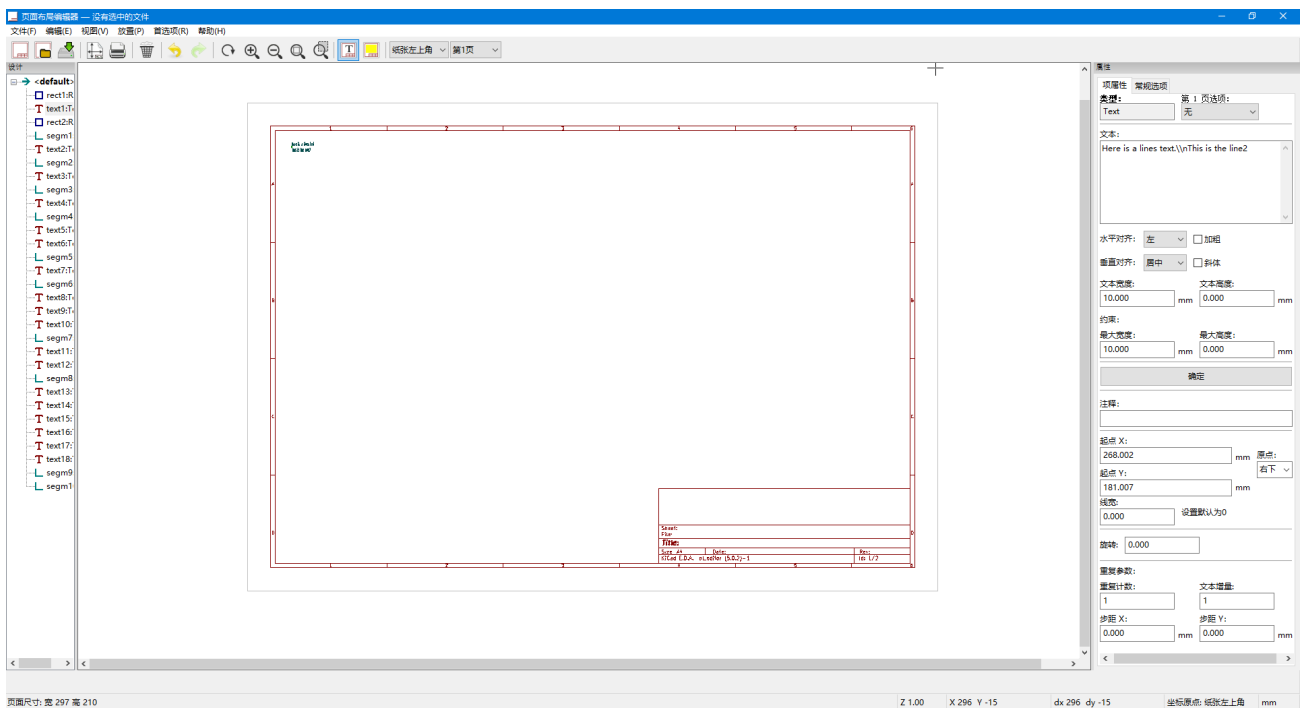 页面布局编辑器 — 没有选中的文件
文件(F) 编辑(E) 视图(V) 放置(P) 首选项(R) 帮助(H)
纸张左上角 第1页
设计
<default>
rect1:R
text1:T
rect2:R
segm1
text2:T
segm2
text3:T
segm3
text4:T
segm4
text5:T
text6:T
segm5
text7:T
segm6
text8:T
text9:T
text10:
segm7
text11:
text12:
segm8
text13:
text14:
text15:
text16:
text17:
text18:
segm9
segm1
Sheet:
File:
Title:
Size: A4 Date: Rev:
Id: 1/2
属性
项属性 常规选项
类型: 第 1 页选项:
Text 无
文本:
Here is a lines text.\\nThis is the line2
水平对齐: 左 加粗
垂直对齐: 居中 斜体
文本宽度: 文本高度:
10.000 mm 0.000 mm
约束:
最大宽度: 最大高度:
10.000 mm 0.000 mm
确定
注释:
起点 X:
268.002 mm 原点:
右下
起点 Y:
181.007 mm
线宽:
0.000 设置默认为0
旋转: 0.000
重复参数:
重复计数: 文本增量:
1 1
步距 X: 步距 Y:
0.000 mm 0.000 mm
页面尺寸: 宽 297 高 210 Z 1.00 X 296 Y -15 dx 296 dy -15 坐标原点: 纸张左上角 mm